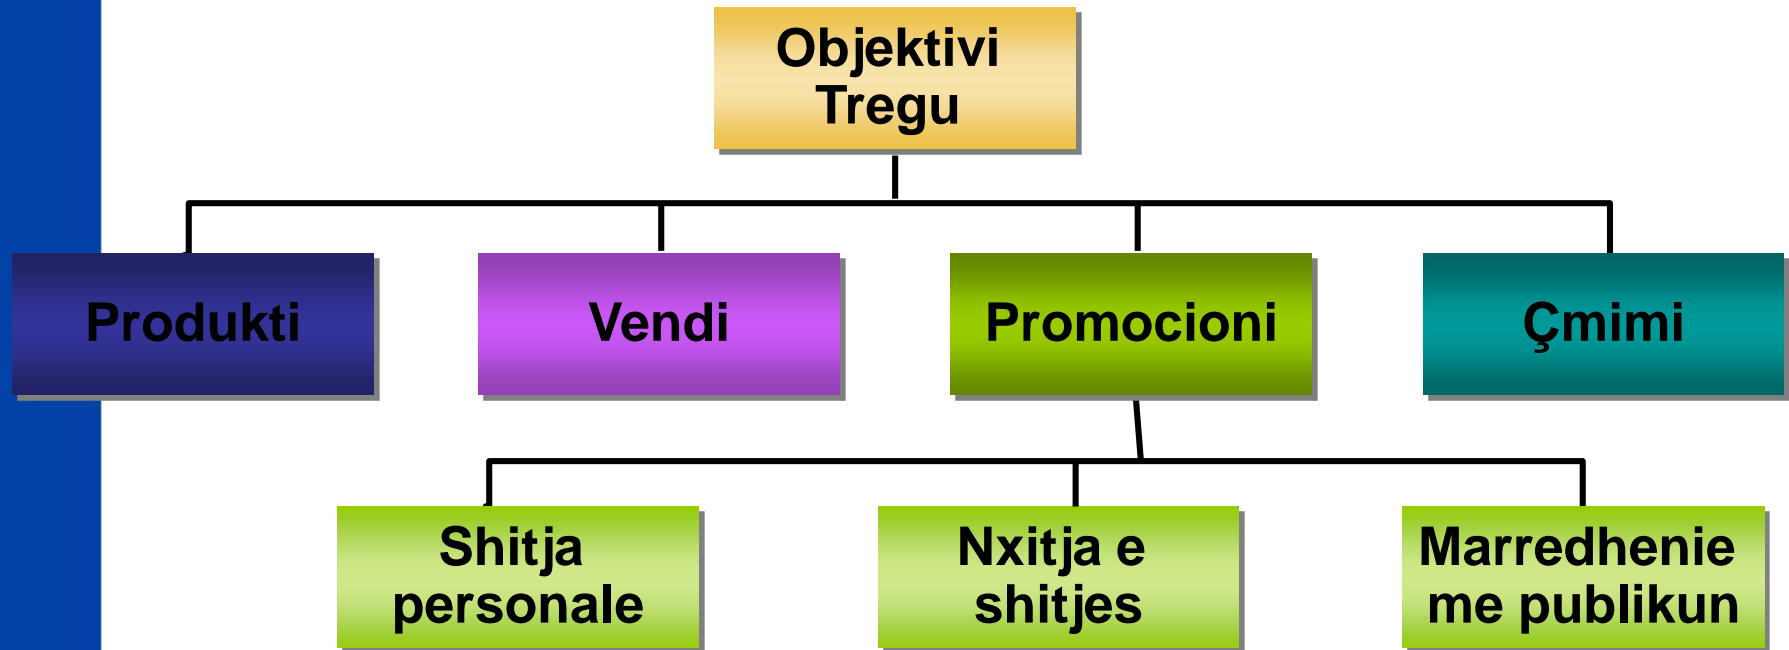 Objektivi
Tregu
Produkti
Vendi
Promocioni
Çmimi
Shitja
personale
Nxitja e
shitjes
Marredhenie
me publikun